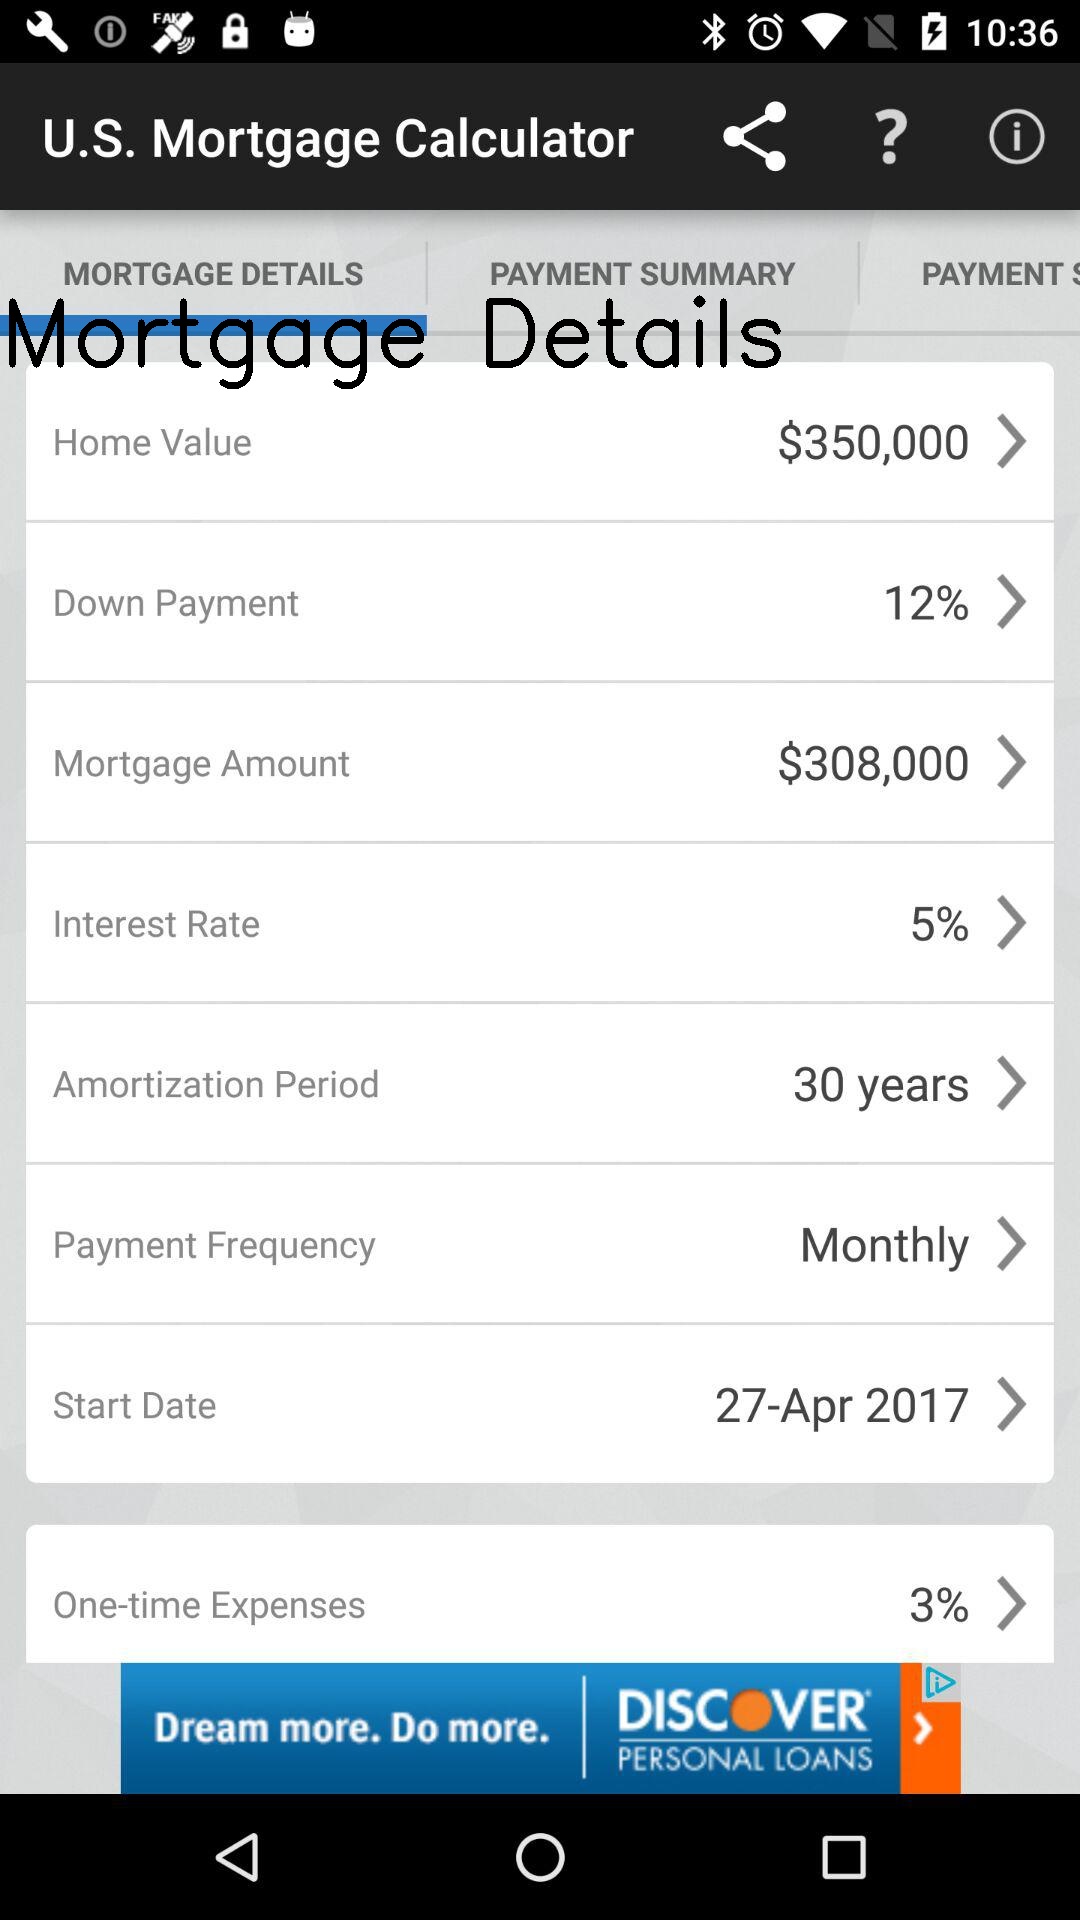 FAKE
10:36
U.S. Mortgage Calculator
MORTGAGE DETAILS
PAYMENT SUMMARY
PAYMENT S
Mortgage Details
Home Value $350,000
Down Payment 12%
Mortgage Amount $308,000
Interest Rate 5%
Amortization Period 30 years
Payment Frequency Monthly
Start Date 27-Apr 2017
One-time Expenses 3%
Dream more. Do more.
DISCOVER
PERSONAL LOANS